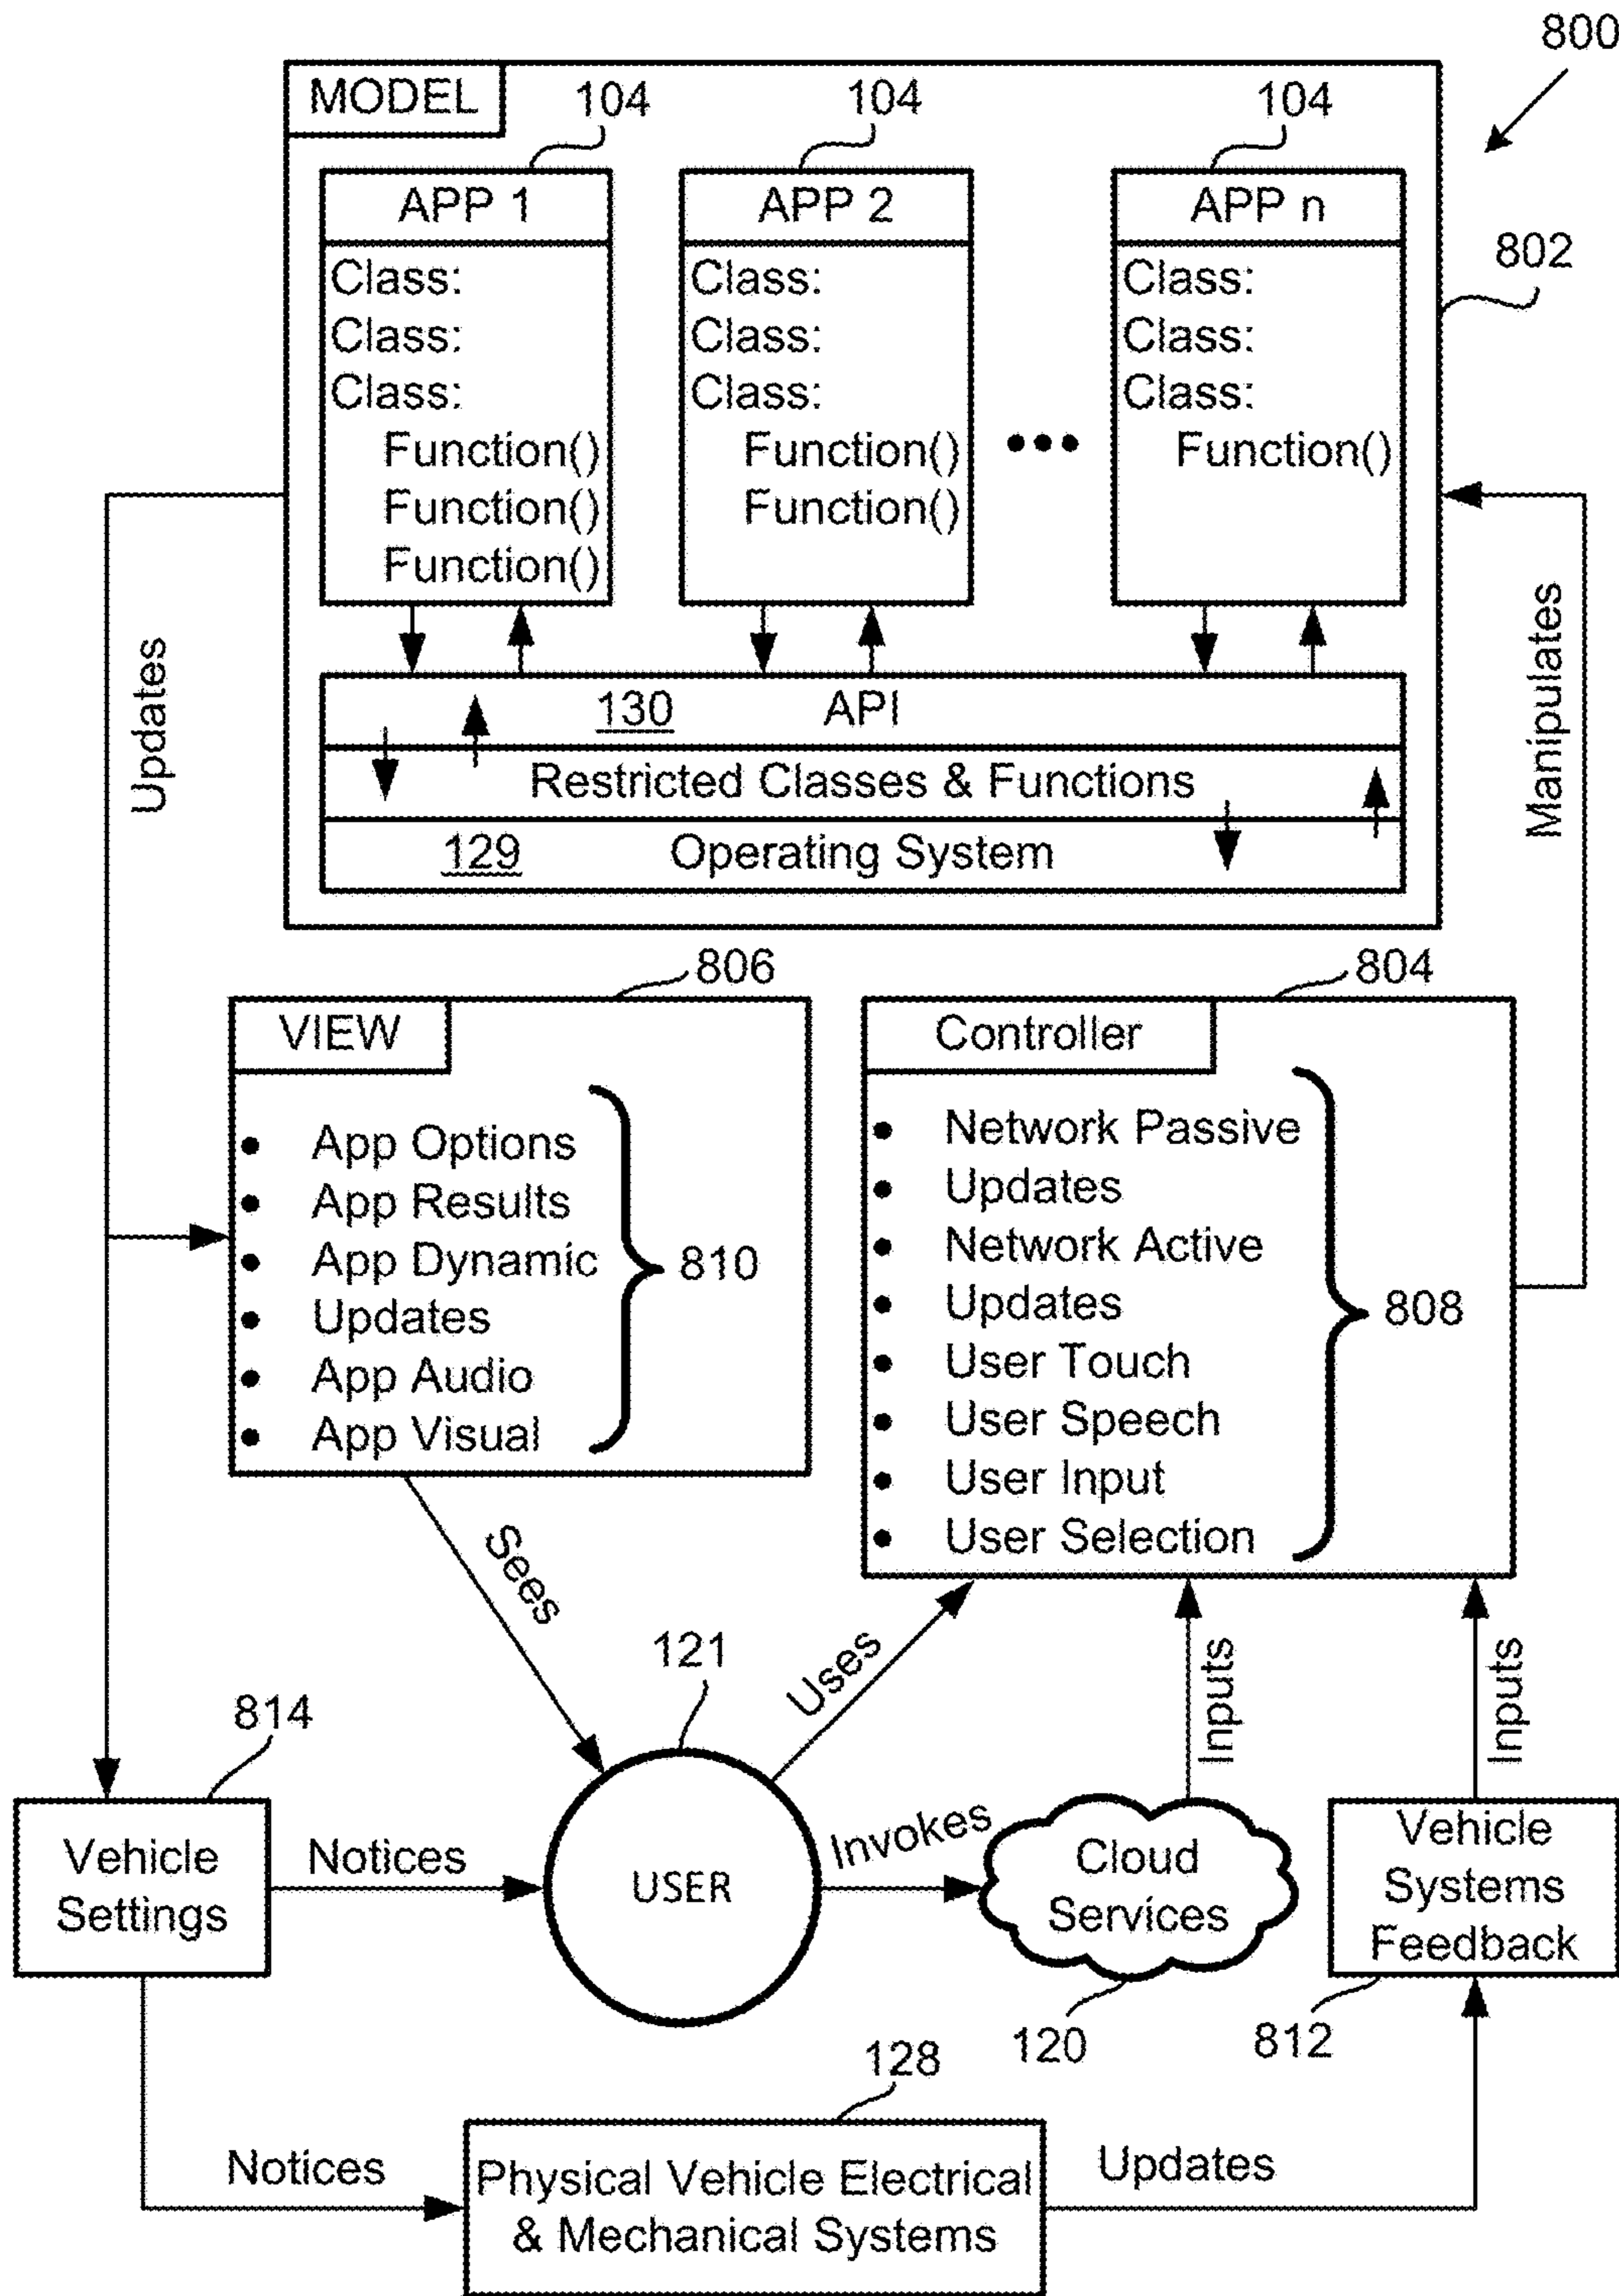 800
MODEL
104
104
104
APP 1
APP 2
APP n
802
Class:
Class:
Class:
Function()
Function()
Function()
Class:
Class:
Class:
Function()
Function()
•••
Class:
Class:
Class:
Function()
130 API
Restricted Classes & Functions
129 Operating System
Updates
Manipulates
806
VIEW
• App Options
• App Results
• App Dynamic
• Updates
• App Audio
• App Visual
810
804
Controller
• Network Passive
• Updates
• Network Active
• Updates
• User Touch
• User Speech
• User Input
• User Selection
808
Sees
121
Uses
Inputs
Inputs
814
Vehicle
Settings
Notices
USER
Invokes
Cloud
Services
Vehicle
Systems
Feedback
120
812
128
Notices
Physical Vehicle Electrical
& Mechanical Systems
Updates